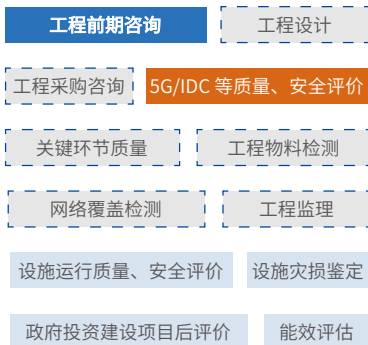 工程前期咨询
工程设计
工程采购咨询
5G/IDC 等质量、安全评价
关键环节质量
工程物料检测
网络覆盖检测
工程监理
设施运行质量、安全评价
设施灾损鉴定
政府投资建设项目后评价
能效评估